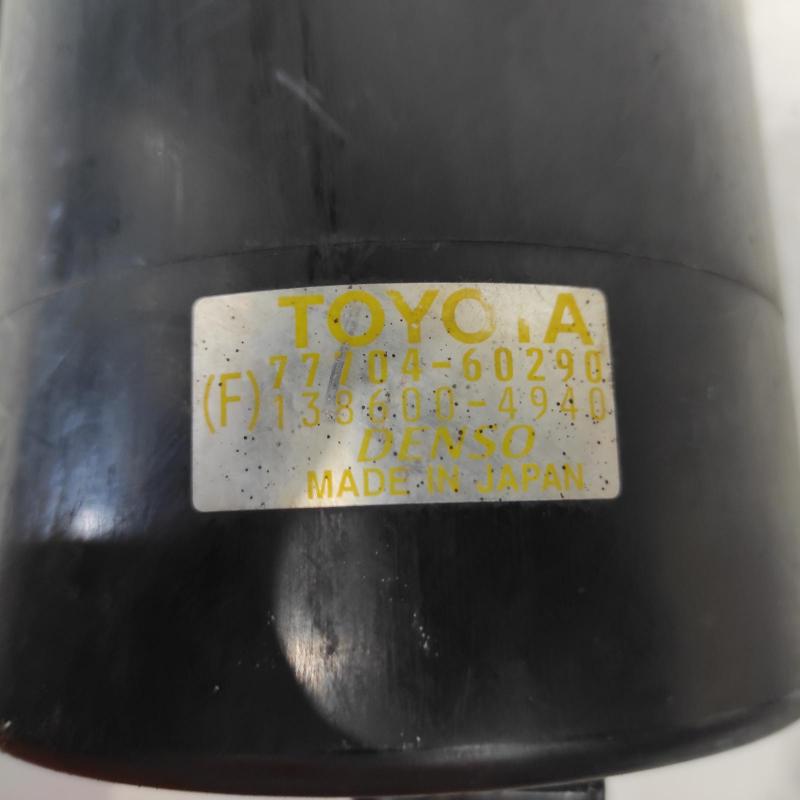 TOYOTA
77704-60290
(F) 138600-4940
DENSO
MADE IN JAPAN